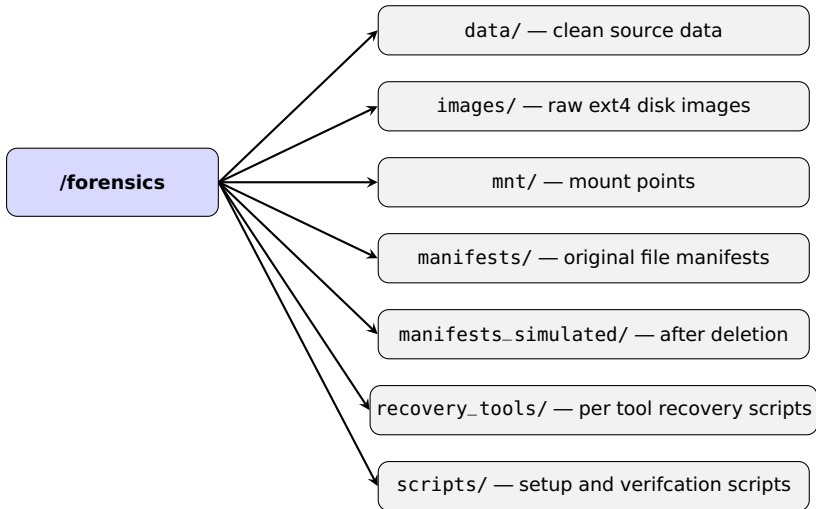 data/ — clean source data
images/ — raw ext4 disk images
/forensics
mnt/ — mount points
manifests/ — original file manifests
manifests_simulated/ — after deletion
recovery_tools/ — per tool recovery scripts
scripts/ — setup and verifcation scripts